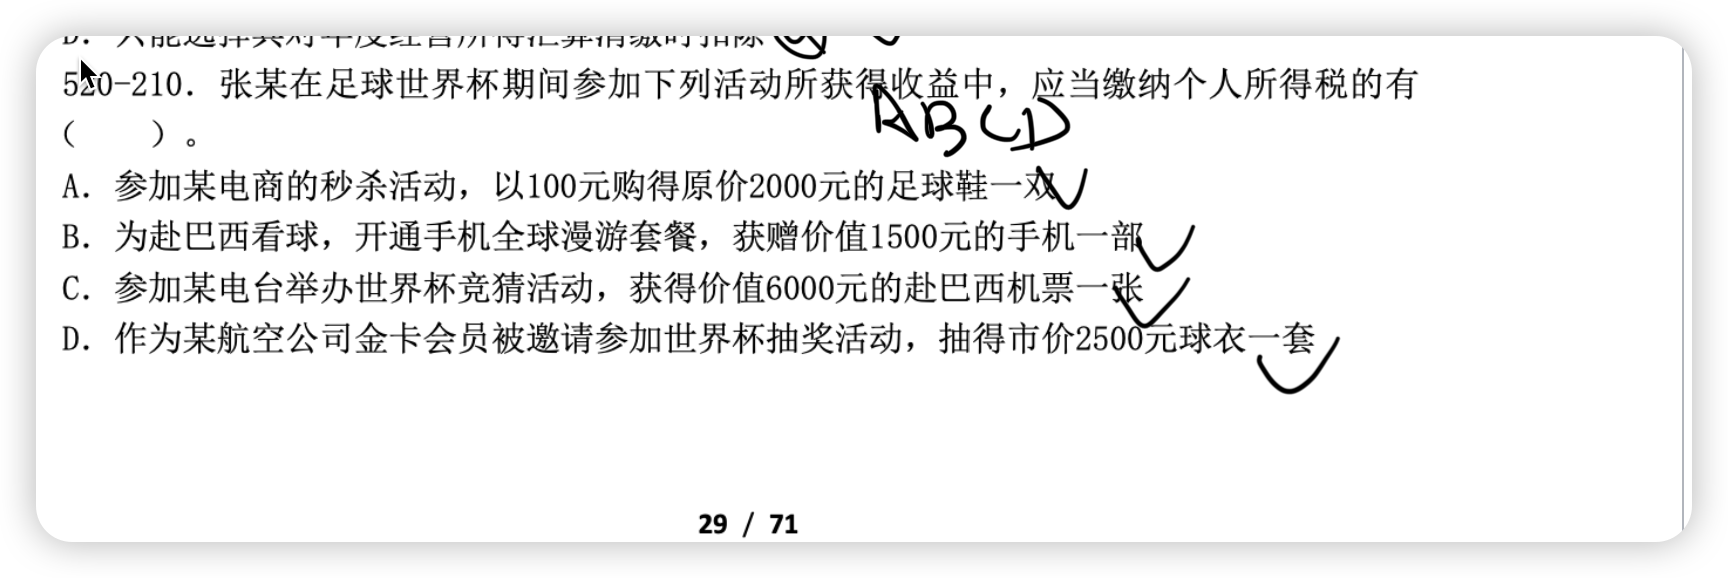 520-210. 张某在足球世界杯期间参加下列活动所获得收益中，应当缴纳个人所得税的有
（　　）。
ABCD
A. 参加某电商的秒杀活动，以100元购得原价2000元的足球鞋一双
B. 为赴巴西看球，开通手机全球漫游套餐，获赠价值1500元的手机一部
C. 参加某电台举办世界杯竞猜活动，获得价值6000元的赴巴西机票一张
D. 作为某航空公司金卡会员被邀请参加世界杯抽奖活动，抽得市价2500元球衣一套
29 / 71